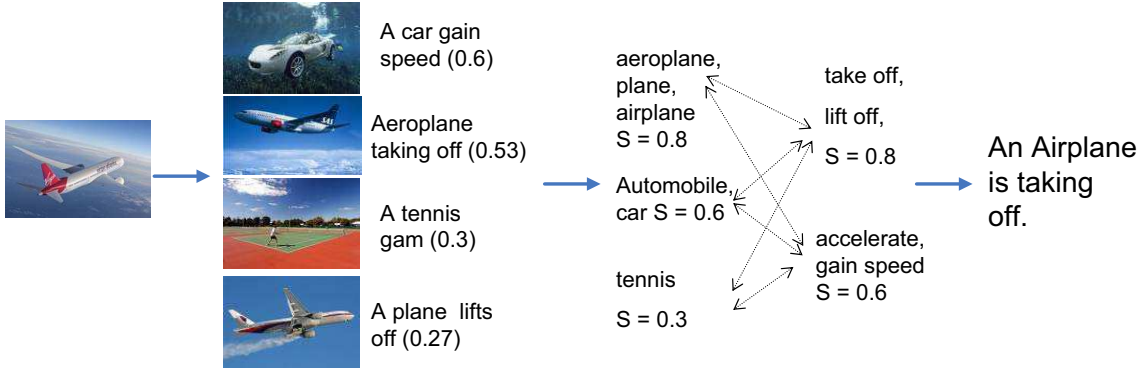 A car gain
speed (0.6)
Aeroplane
taking off (0.53)
A tennis
gam (0.3)
A plane lifts
off (0.27)
aeroplane,
plane,
airplane
S = 0.8
Automobile,
car S = 0.6
tennis
S = 0.3
take off,
lift off,
S = 0.8
accelerate,
gain speed
S = 0.6
An Airplane
is taking
off.
SAS